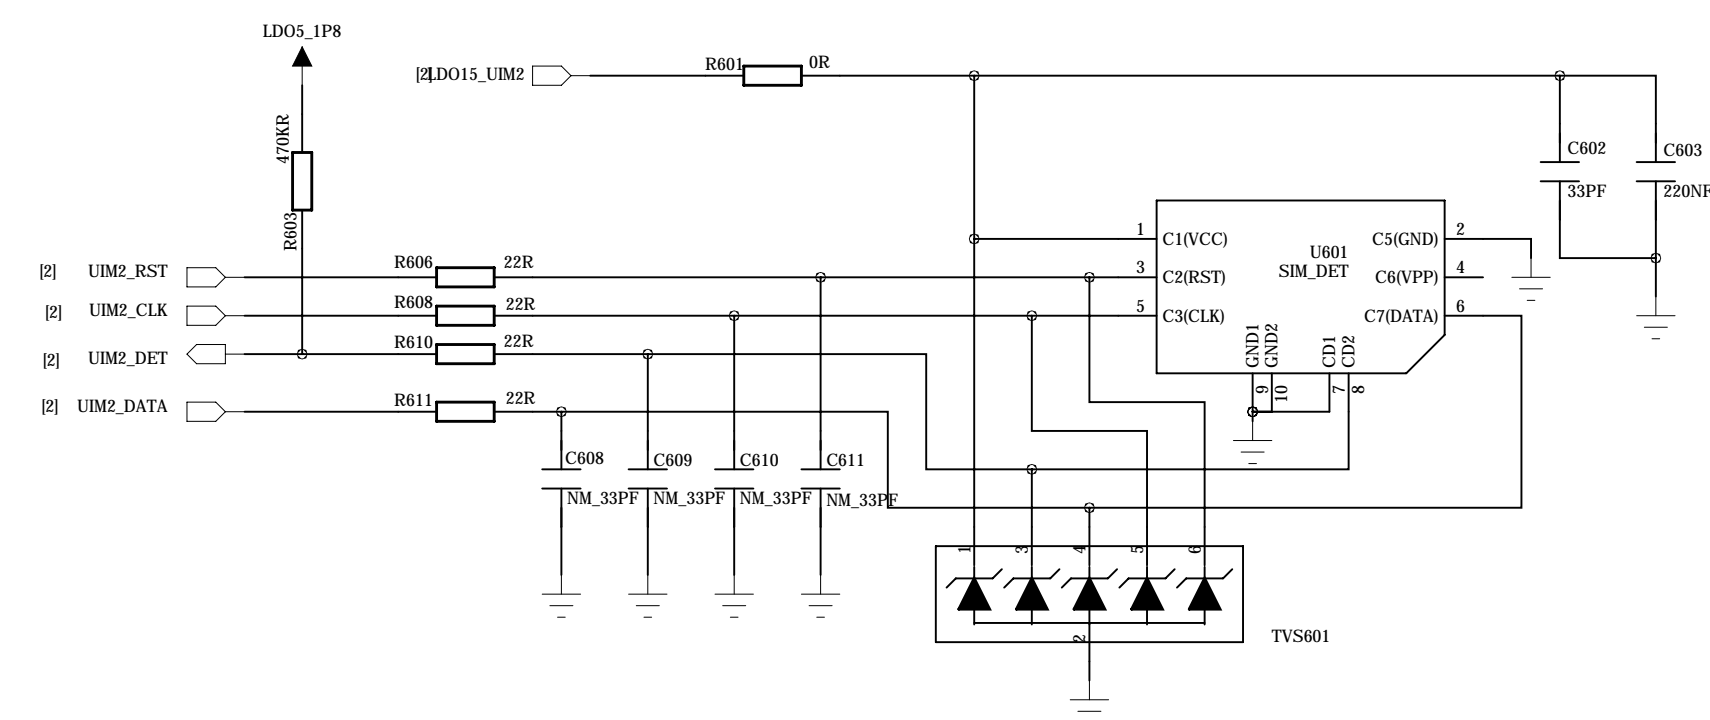 LDO5_1P8
[2]LDO15_UIM2
R601
0R
470KR
R603
C602
33PF
C603
220NF
[2] UIM2_RST
R606
22R
[2] UIM2_CLK
R608
22R
[2] UIM2_DET
R610
22R
[2] UIM2_DATA
R611
22R
1
C1(VCC)
3
C2(RST)
5
C3(CLK)
U601
SIM_DET
C5(GND)
2
C6(VPP)
4
C7(DATA)
6
GND1
GND2
CD1
CD2
9
10
7
8
C608
NM_33PF
C609
NM_33PF
C610
NM_33PF
C611
NM_33PF
1
3
4
5
6
2
TVS601